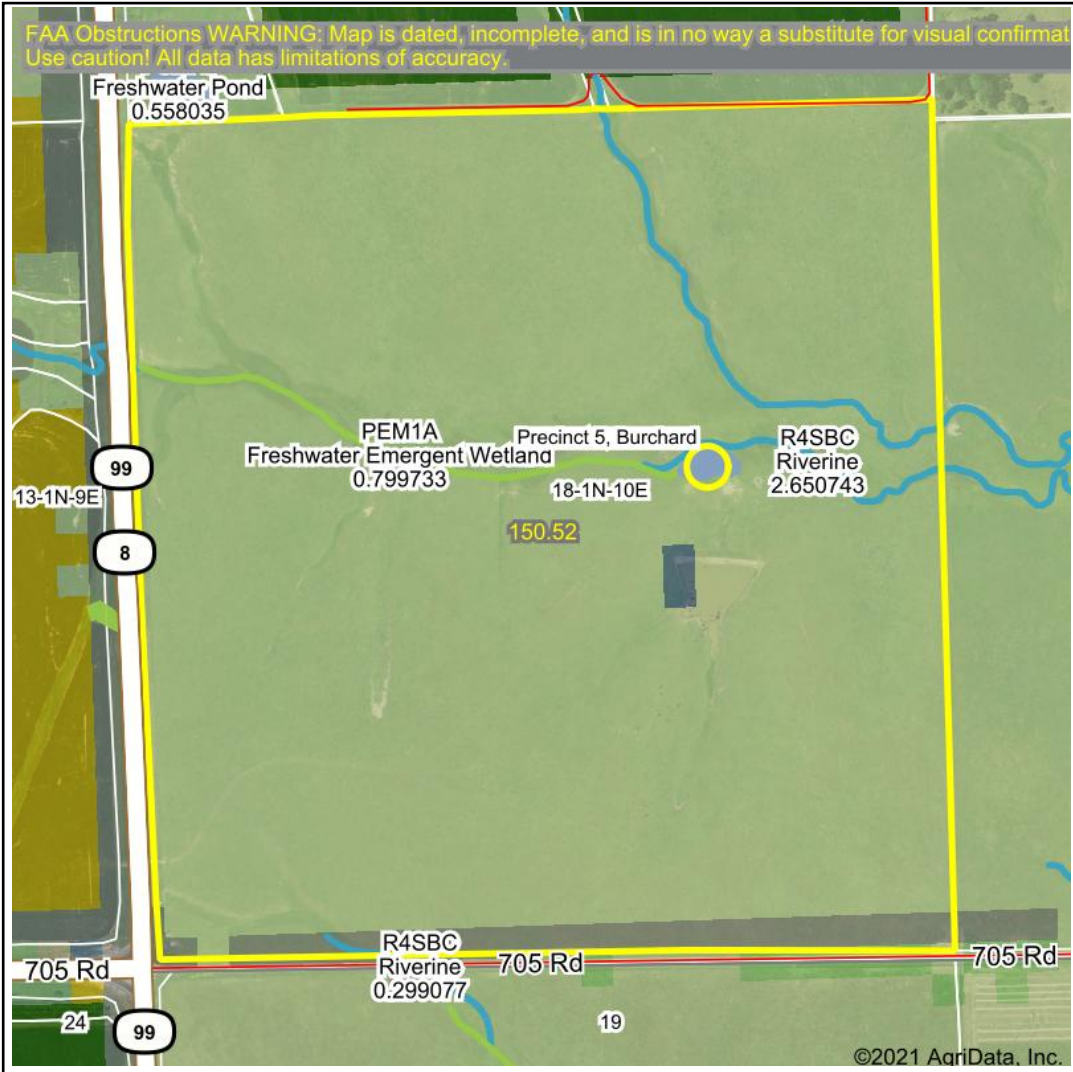 FAA Obstructions WARNING: Map is dated, incomplete, and is in no way a substitute for visual confirmat
Use caution! All data has limitations of accuracy.
Freshwater Pond
0.558035
PEM1A
Freshwater Emergent Wetland
0.799733
Precinct 5, Burchard
R4SBC
Riverine
2.650743
99
13-1N-9E
18-1N-10E
150.52
8
R4SBC
Riverine
0.299077
705 Rd
705 Rd
705 Rd
24
99
19
©2021 AgriData, Inc.